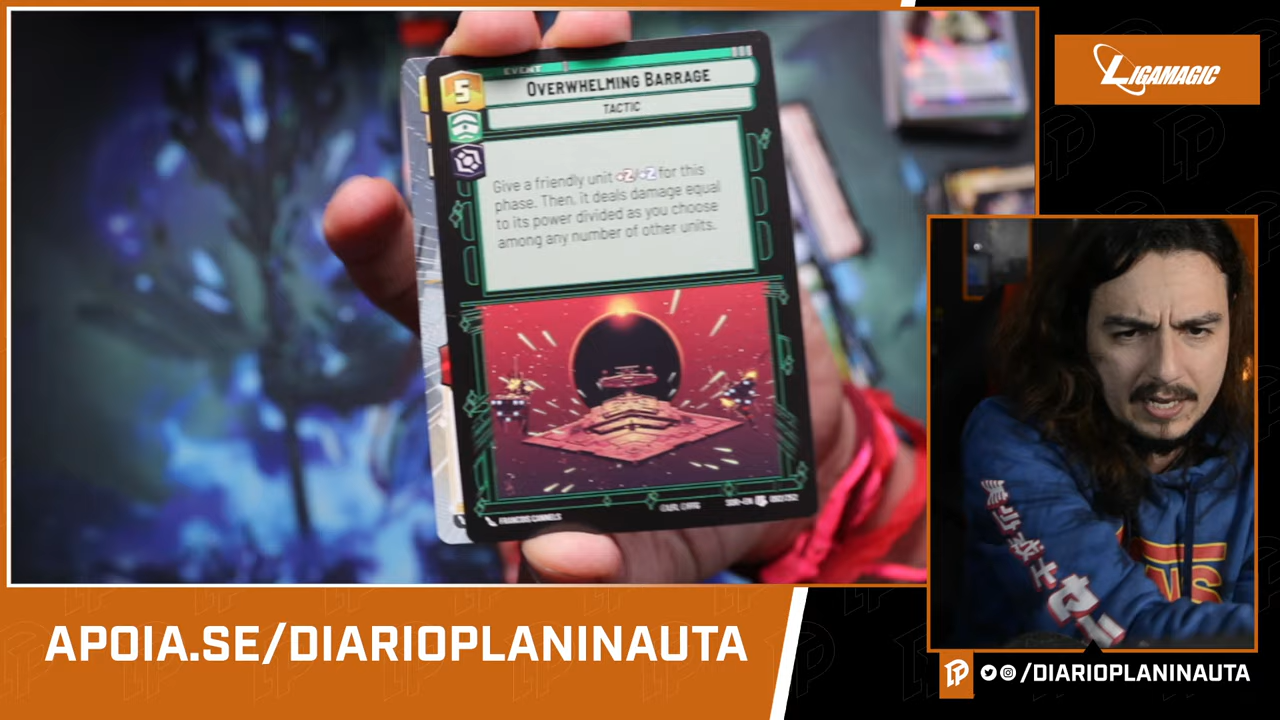 EVENT
5
OVERWHELMING BARRAGE
TACTIC
Give a friendly unit +2/+2 for this
phase. Then, it deals damage equal
to its power divided as you choose
among any number of other units.
LIGAMAGIC
APOIA.SE/DIARIOPLANINAUTA
/DIARIOPLANINAUTA